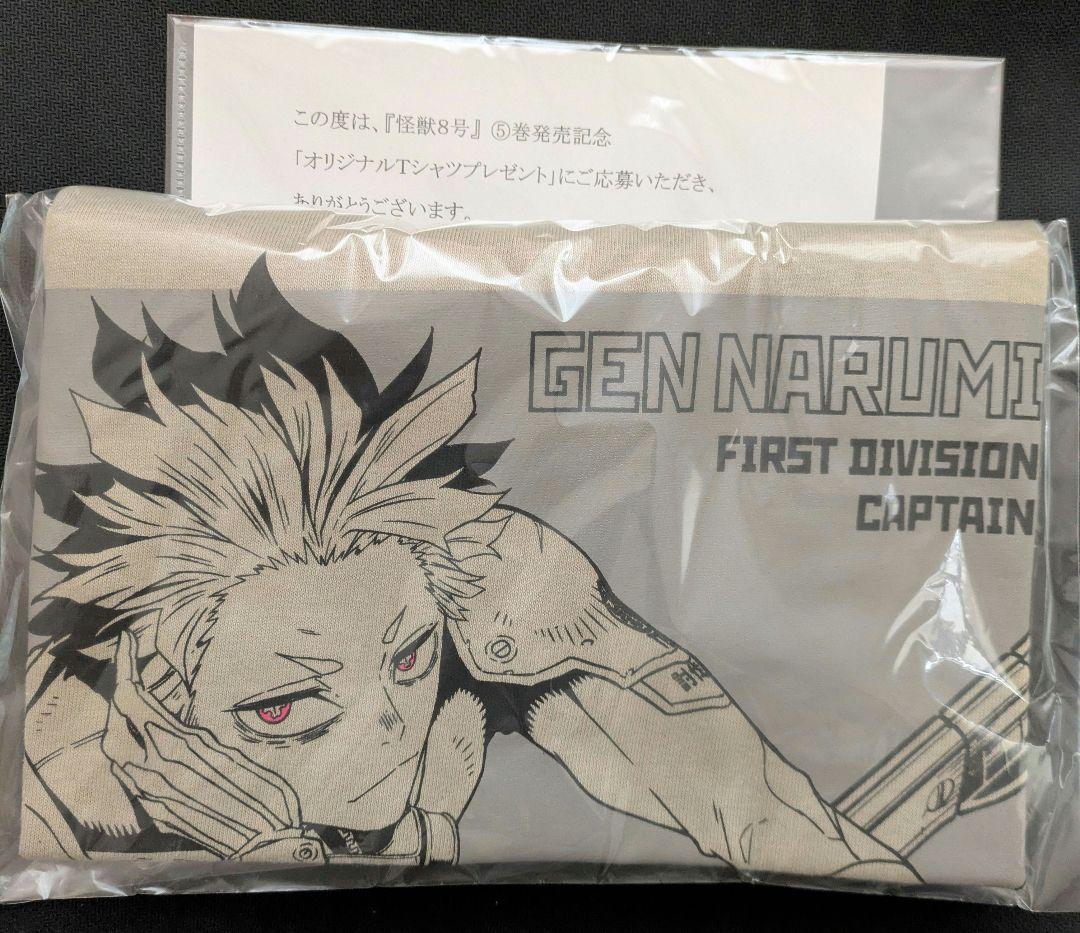 この度は、『怪獣8号』 ⑤巻発売記念
「オリジナルTシャツプレゼント」にご応募いただき、
ありがとうございます。
GEN NARUMI
FIRST DIVISION
CAPTAIN